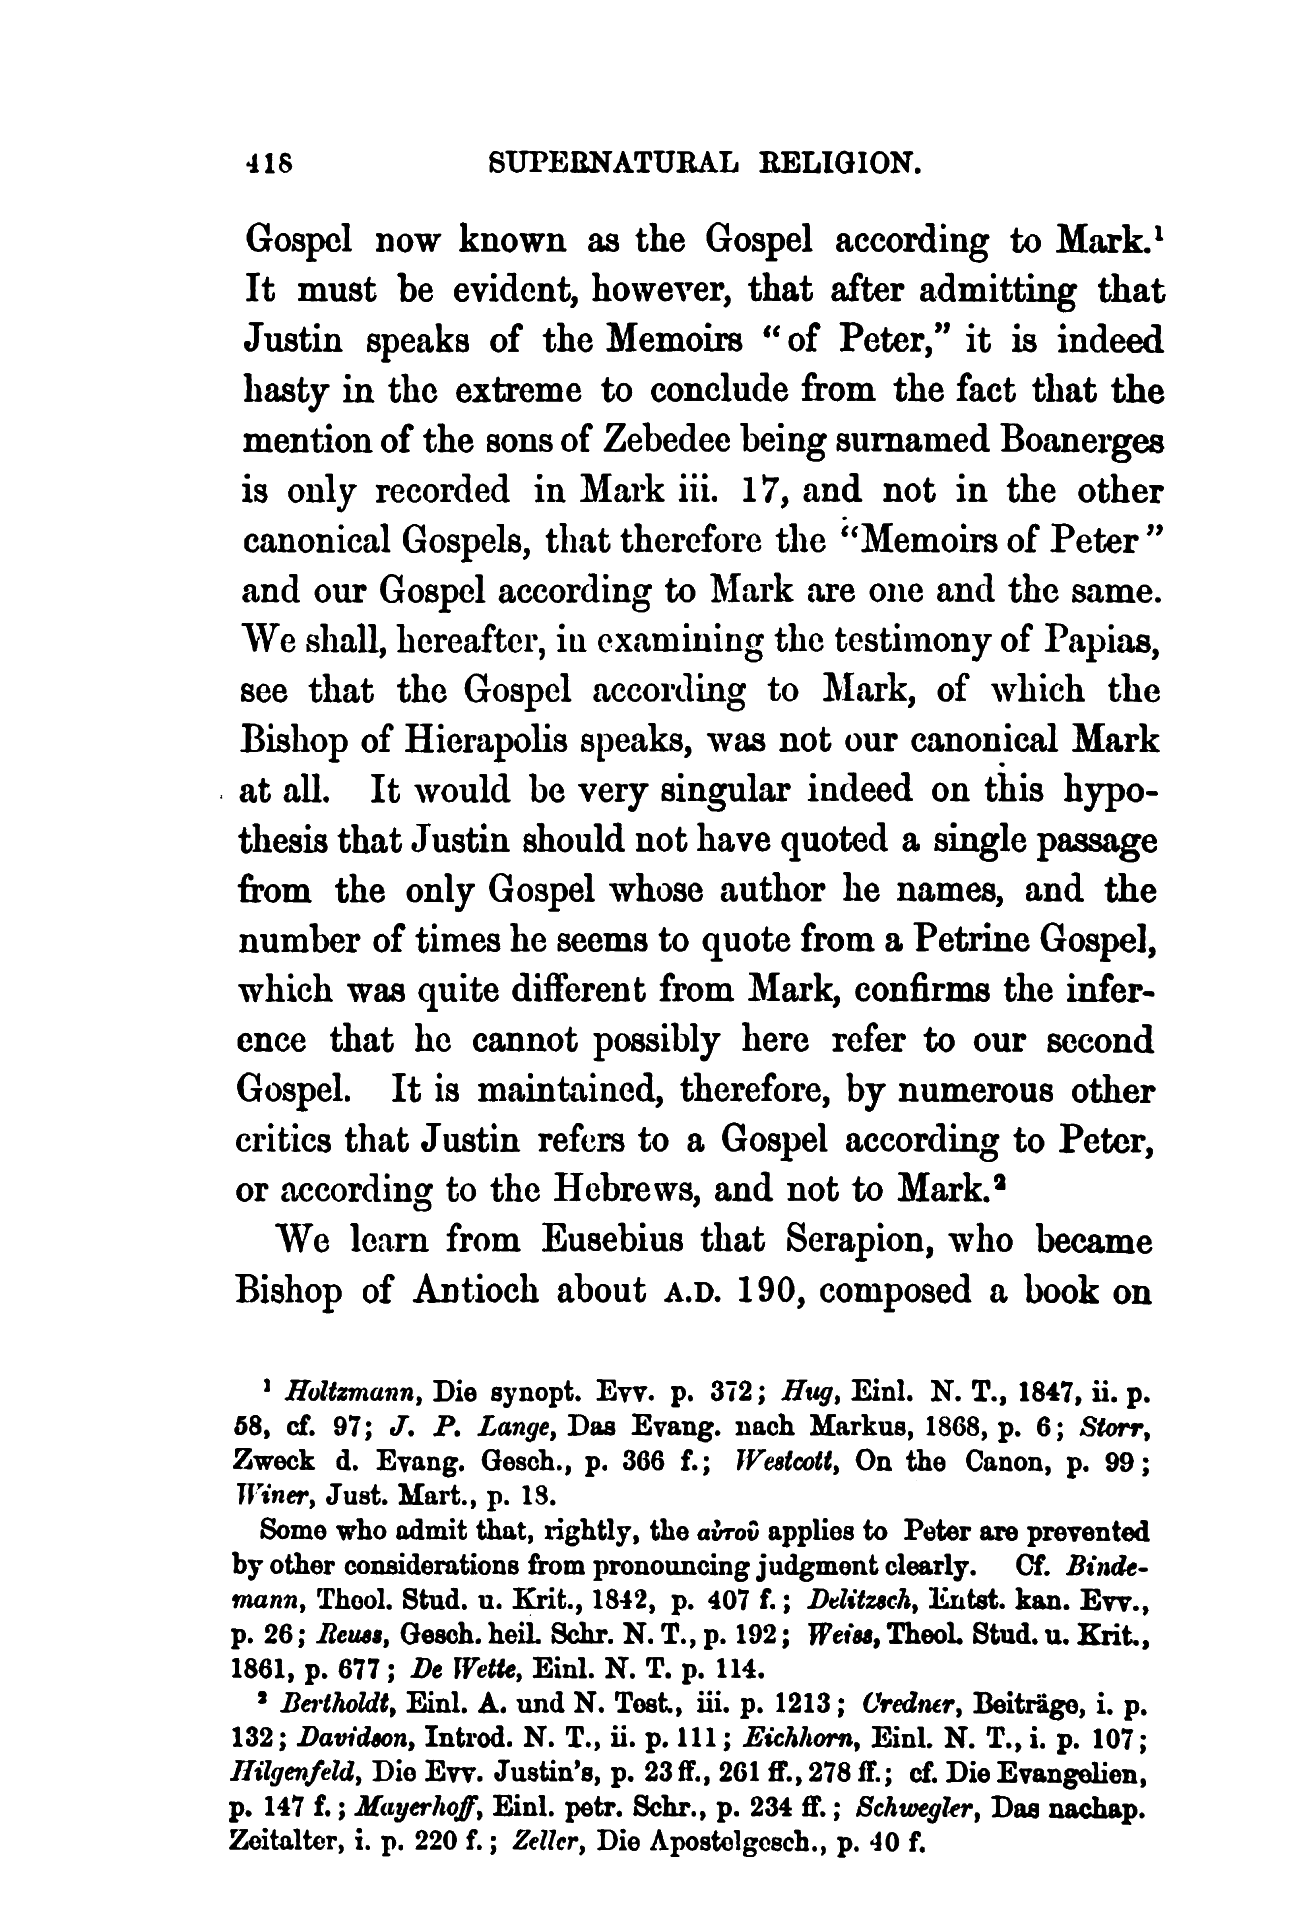 418 SUPERNATURAL RELIGION.
Gospel now known as the Gospel according to Mark.¹
It must be evident, however, that after admitting that
Justin speaks of the Memoirs “of Peter,” it is indeed
hasty in the extreme to conclude from the fact that the
mention of the sons of Zebedee being surnamed Boanerges
is only recorded in Mark iii. 17, and not in the other
canonical Gospels, that therefore the “Memoirs of Peter”
and our Gospel according to Mark are one and the same.
We shall, hereafter, in examining the testimony of Papias,
see that the Gospel according to Mark, of which the
Bishop of Hierapolis speaks, was not our canonical Mark
at all. It would be very singular indeed on this hypo-
thesis that Justin should not have quoted a single passage
from the only Gospel whose author he names, and the
number of times he seems to quote from a Petrine Gospel,
which was quite different from Mark, confirms the infer-
ence that he cannot possibly here refer to our second
Gospel. It is maintained, therefore, by numerous other
critics that Justin refers to a Gospel according to Peter,
or according to the Hebrews, and not to Mark.²
We learn from Eusebius that Serapion, who became
Bishop of Antioch about A.D. 190, composed a book on
¹ Holtzmann, Die synopt. Evv. p. 372; Hug, Einl. N. T., 1847, ii. p.
58, cf. 97; J. P. Lange, Das Evang. nach Markus, 1868, p. 6; Storr,
Zweck d. Evang. Gesch., p. 366 f.; Westcott, On the Canon, p. 99;
Winer, Just. Mart., p. 18.
Some who admit that, rightly, the αὐτοῦ applies to Peter are prevented
by other considerations from pronouncing judgment clearly. Cf. Binde-
mann, Theol. Stud. u. Krit., 1842, p. 407 f.; Delitzsch, Entst. kan. Evv.,
p. 26; Reuss, Gesch. heil. Schr. N. T., p. 192; Weiss, Theol. Stud. u. Krit.,
1861, p. 677; De Wette, Einl. N. T. p. 114.
² Bertholdt, Einl. A. und N. Test., iii. p. 1213; Credner, Beiträge, i. p.
132; Davidson, Introd. N. T., ii. p. 111; Eichhorn, Einl. N. T., i. p. 107;
Hilgenfeld, Die Evv. Justin's, p. 23 ff., 261 ff., 278 ff.; cf. Die Evangelien,
p. 147 f.; Mayerhoff, Einl. petr. Schr., p. 234 ff.; Schwegler, Das nachap.
Zeitalter, i. p. 220 f.; Zeller, Die Apostelgesch., p. 40 f.